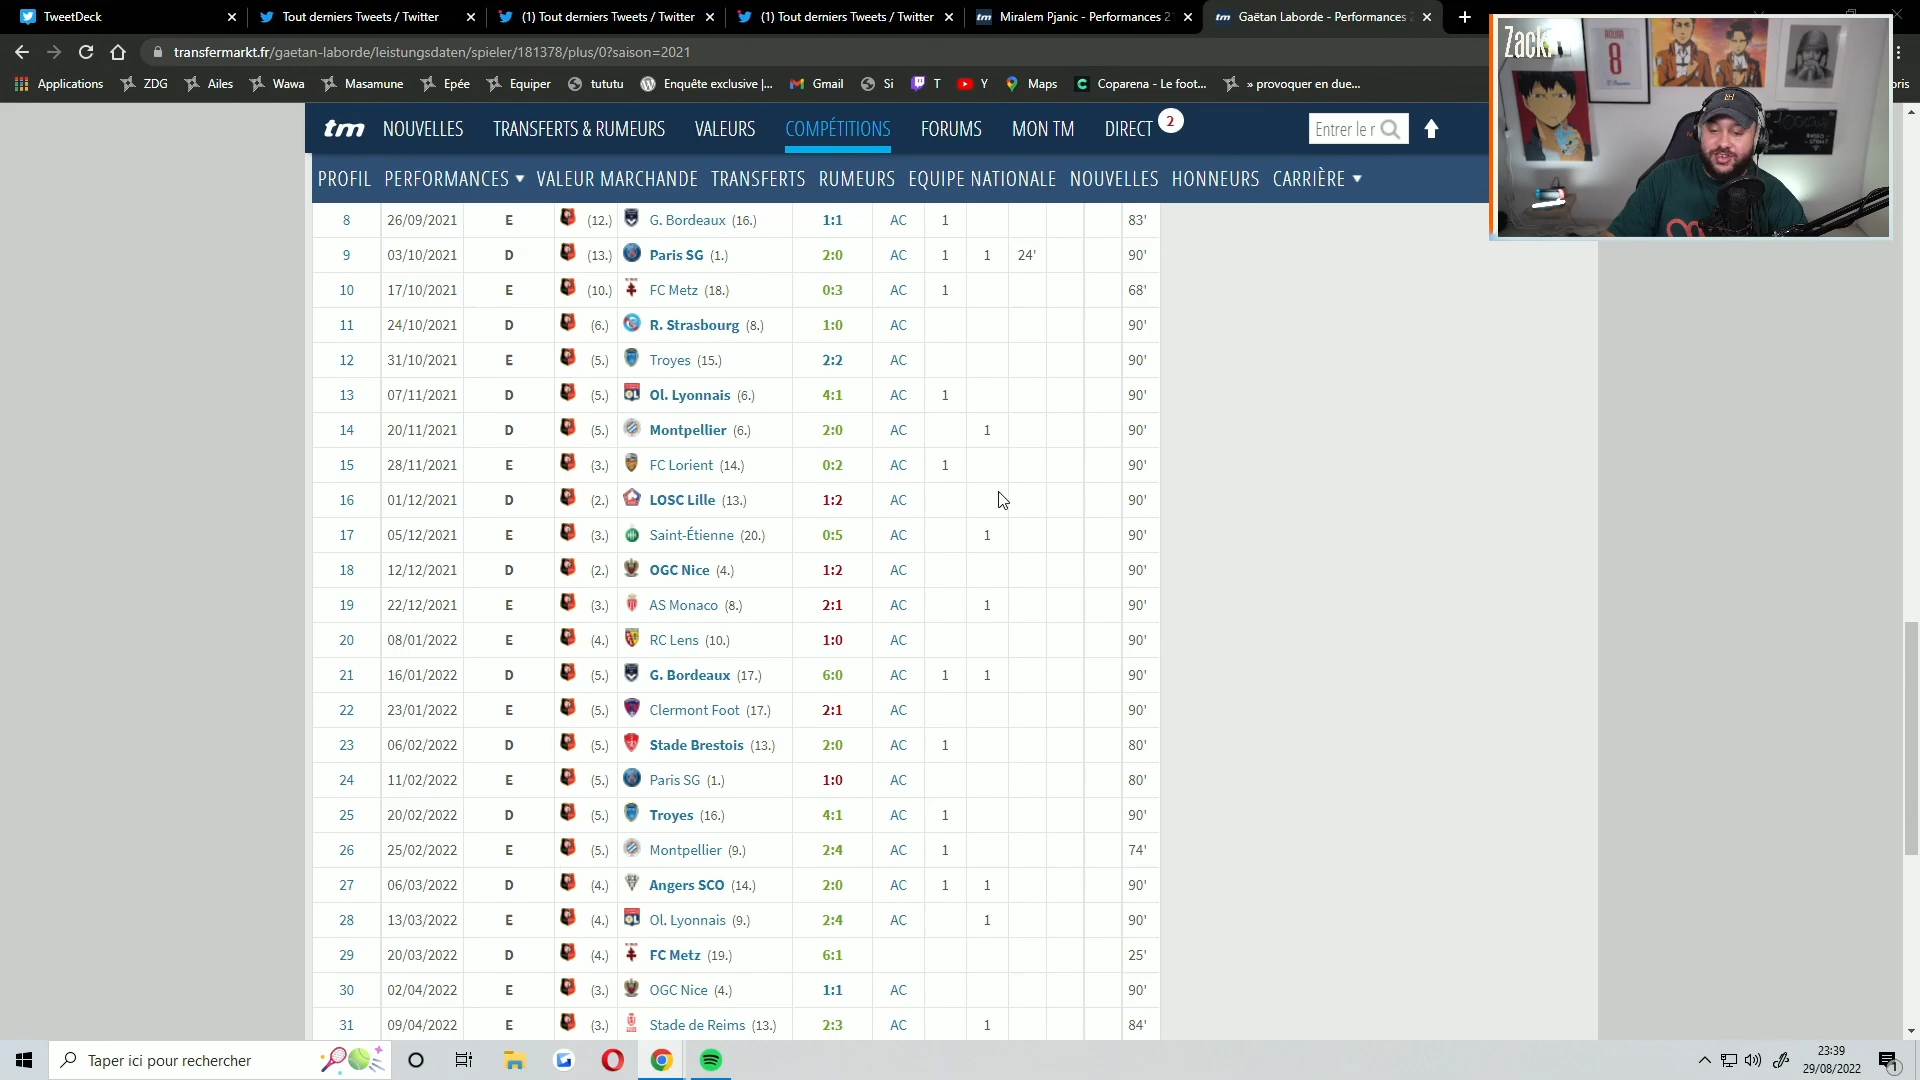 TweetDeck
Tout derniers Tweets / Twitter
(1) Tout derniers Tweets / Twitter
(1) Tout derniers Tweets / Twitter
tm Miralem Pjanic - Performances 2
tm Gaëtan Laborde - Performances 2
transfermarkt.fr/gaetan-laborde/leistungsdaten/spieler/181378/plus/0?saison=2021
Applications ZDG Ailes Wawa Masamune Epée Equiper tututu Enquête exclusive |... Gmail Si T Y Maps Coparena - Le foot... » provoquer en due...
Zack
tm NOUVELLES TRANSFERTS & RUMEURS VALEURS COMPÉTITIONS FORUMS MON TM DIRECT 2 Entrer le r
PROFIL PERFORMANCES VALEUR MARCHANDE TRANSFERTS RUMEURS EQUIPE NATIONALE NOUVELLES HONNEURS CARRIÈRE
8 26/09/2021 E (12.) G. Bordeaux (16.) 1:1 AC 1 83'
9 03/10/2021 D (13.) Paris SG (1.) 2:0 AC 1 1 24' 90'
10 17/10/2021 E (10.) FC Metz (18.) 0:3 AC 1 68'
11 24/10/2021 D (6.) R. Strasbourg (8.) 1:0 AC 90'
12 31/10/2021 E (5.) Troyes (15.) 2:2 AC 90'
13 07/11/2021 D (5.) Ol. Lyonnais (6.) 4:1 AC 1 90'
14 20/11/2021 D (5.) Montpellier (6.) 2:0 AC 1 90'
15 28/11/2021 E (3.) FC Lorient (14.) 0:2 AC 1 90'
16 01/12/2021 D (2.) LOSC Lille (13.) 1:2 AC 90'
17 05/12/2021 E (3.) Saint-Étienne (20.) 0:5 AC 1 90'
18 12/12/2021 D (2.) OGC Nice (4.) 1:2 AC 90'
19 22/12/2021 E (3.) AS Monaco (8.) 2:1 AC 1 90'
20 08/01/2022 E (4.) RC Lens (10.) 1:0 AC 90'
21 16/01/2022 D (5.) G. Bordeaux (17.) 6:0 AC 1 1 90'
22 23/01/2022 E (5.) Clermont Foot (17.) 2:1 AC 90'
23 06/02/2022 D (5.) Stade Brestois (13.) 2:0 AC 1 80'
24 11/02/2022 E (5.) Paris SG (1.) 1:0 AC 80'
25 20/02/2022 D (5.) Troyes (16.) 4:1 AC 1 90'
26 25/02/2022 E (5.) Montpellier (9.) 2:4 AC 1 74'
27 06/03/2022 D (4.) Angers SCO (14.) 2:0 AC 1 1 90'
28 13/03/2022 E (4.) Ol. Lyonnais (9.) 2:4 AC 1 90'
29 20/03/2022 D (4.) FC Metz (19.) 6:1 25'
30 02/04/2022 E (3.) OGC Nice (4.) 1:1 AC 90'
31 09/04/2022 E (3.) Stade de Reims (13.) 2:3 AC 1 84'
Taper ici pour rechercher
23:39
29/08/2022
1